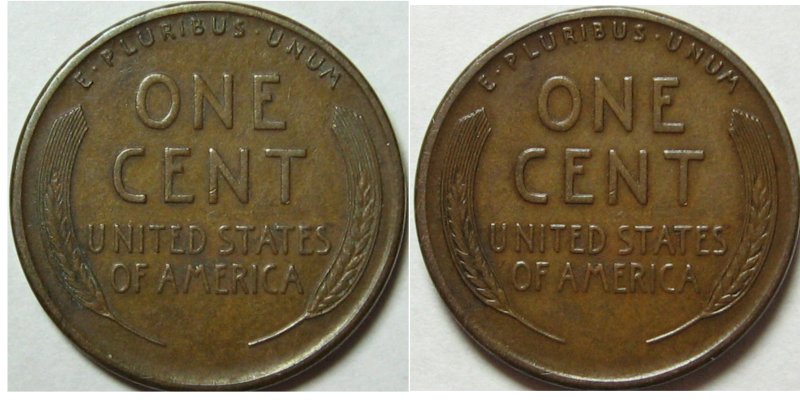 E·PLURIBUS·UNUM
ONE
CENT
UNITED STATES
OF AMERICA
E·PLURIBUS·UNUM
ONE
CENT
UNITED STATES
OF AMERICA